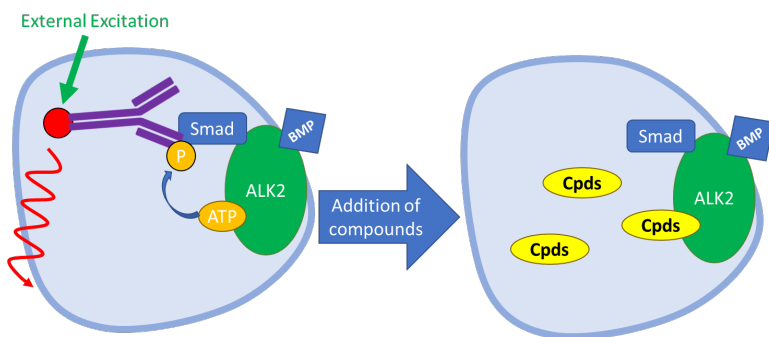 External Excitation
Smad
BMP
P
ATP
ALK2
Addition of
compounds
Smad
BMP
ALK2
Cpds
Cpds
Cpds